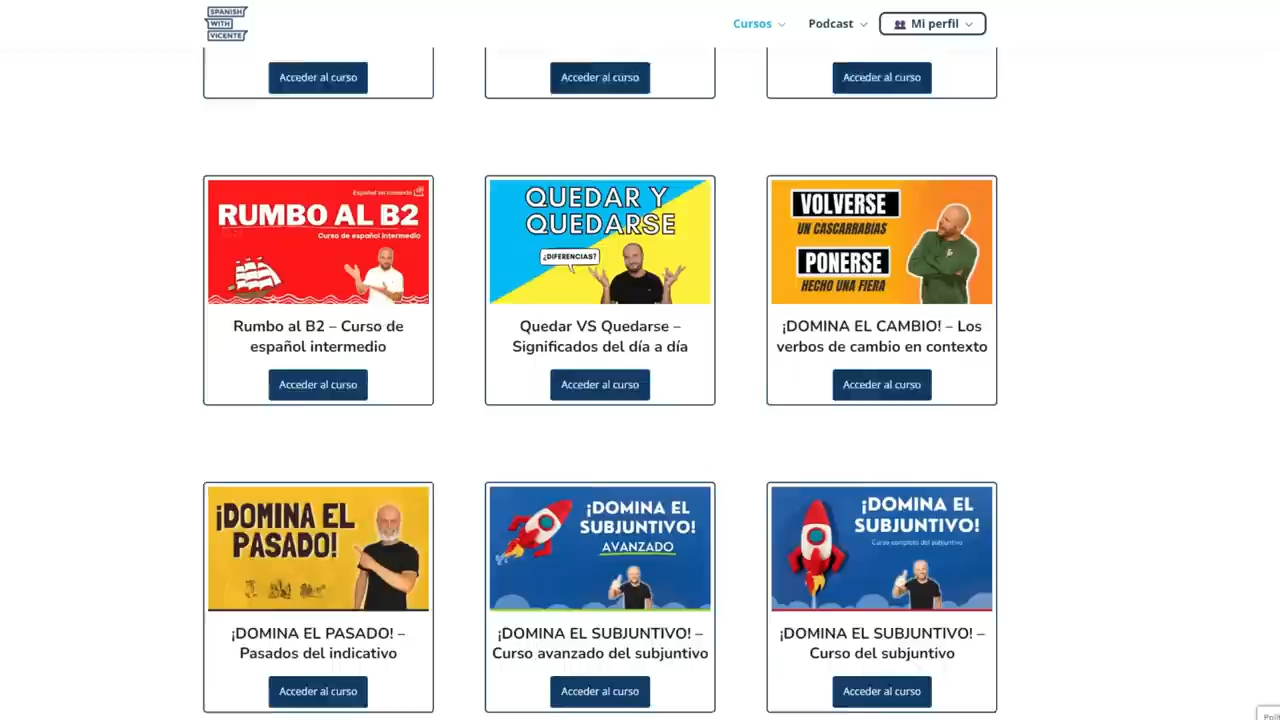 SPANISH
WITH
VICENTE
Cursos
Podcast
Mi perfil
Acceder al curso
Acceder al curso
Acceder al curso
RUMBO AL B2
Curso de español intermedio
Rumbo al B2 – Curso de
español intermedio
Acceder al curso
QUEDAR Y
QUEDARSE
¿DIFERENCIAS?
Quedar VS Quedarse –
Significados del día a día
Acceder al curso
VOLVERSE
UN CASCARRABIAS
PONERSE
HECHO UNA FIERA
¡DOMINA EL CAMBIO! – Los
verbos de cambio en contexto
Acceder al curso
¡DOMINA EL
PASADO!
¡DOMINA EL PASADO! –
Pasados del indicativo
Acceder al curso
¡DOMINA EL
SUBJUNTIVO!
AVANZADO
¡DOMINA EL SUBJUNTIVO! –
Curso avanzado del subjuntivo
Acceder al curso
¡DOMINA EL
SUBJUNTIVO!
Curso completo del subjuntivo
¡DOMINA EL SUBJUNTIVO! –
Curso del subjuntivo
Acceder al curso